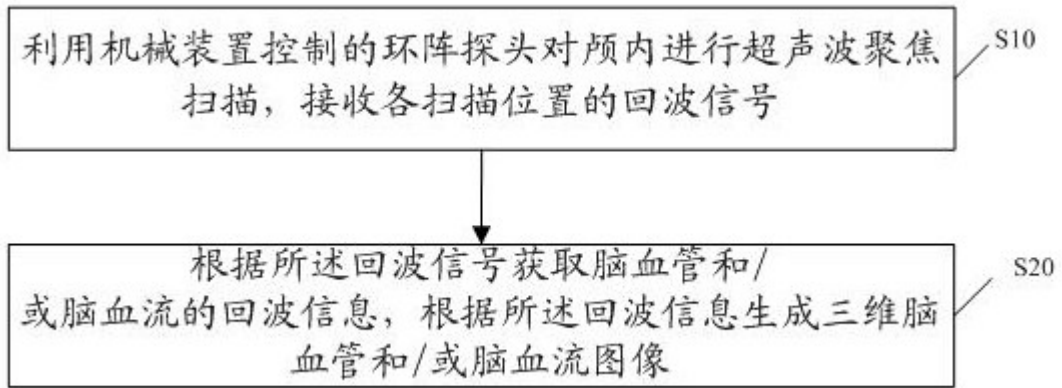 利用机械装置控制的环阵探头对颅内进行超声波聚焦
扫描，接收各扫描位置的回波信号
S10
根据所述回波信号获取脑血管和/
或脑血流的回波信息，根据所述回波信息生成三维脑
血管和/或脑血流图像
S20